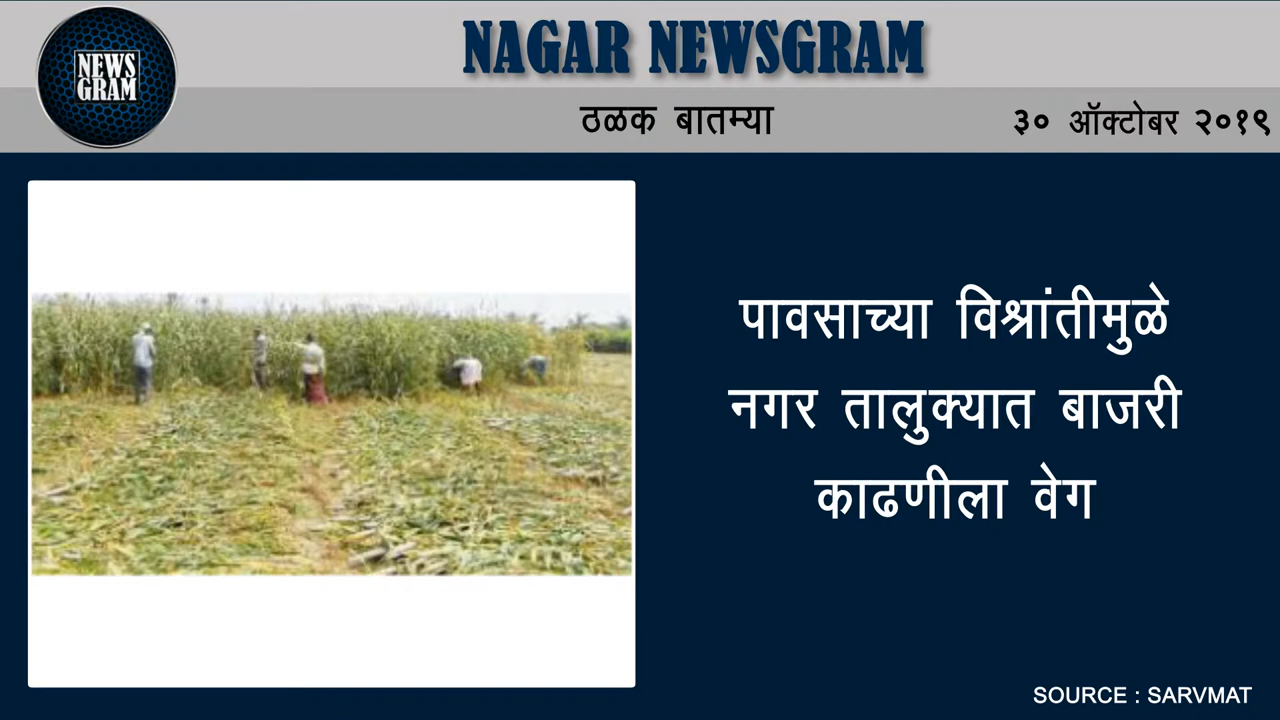 NEWS
GRAM
NAGAR NEWSGRAM
ठळक बातम्या
३० ऑक्टोबर २०१९
पावसाच्या विश्रांतीमुळे
नगर तालुक्यात बाजरी
काढणीला वेग
SOURCE : SARVMAT